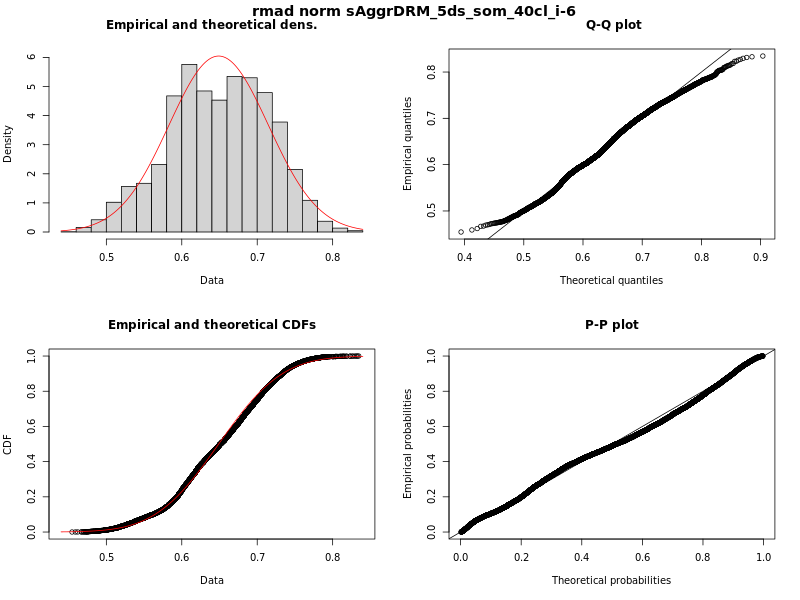 rmad norm sAggrDRM_5ds_som_40cl_i-6
Empirical and theoretical dens.
Density
0 1 2 3 4 5 6
0.5 0.6 0.7 0.8
Data
Q-Q plot
Empirical quantiles
0.5 0.6 0.7 0.8
0.4 0.5 0.6 0.7 0.8 0.9
Theoretical quantiles
Empirical and theoretical CDFs
CDF
0.0 0.2 0.4 0.6 0.8 1.0
0.5 0.6 0.7 0.8
Data
P-P plot
Empirical probabilities
0.0 0.2 0.4 0.6 0.8 1.0
0.0 0.2 0.4 0.6 0.8 1.0
Theoretical probabilities